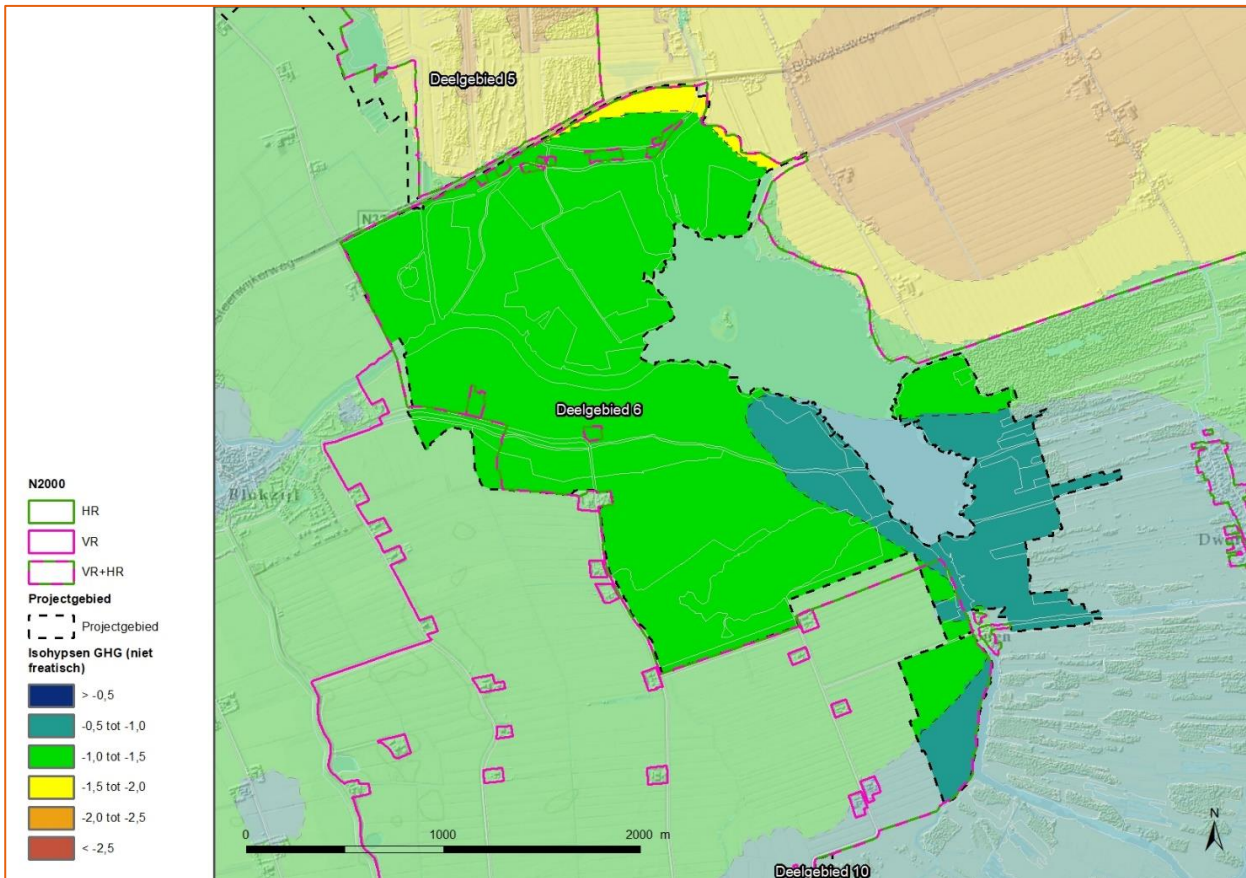 N2000
HR
VR
VR+HR
Projectgebied
Projectgebied
Isohypsen GHG (niet
freatisch)
> -0,5
-0,5 tot -1,0
-1,0 tot -1,5
-1,5 tot -2,0
-2,0 tot -2,5
< -2,5
Deelgebied 5
Blokzijlseweg
Steenwijkerweg
Deelgebied 6
Blokzijl
0
1000
2000 m
Deelgebied 10
N